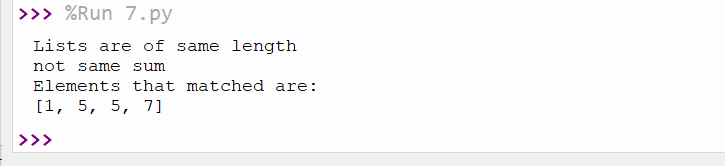 >>> %Run 7.py
Lists are of same length
not same sum
Elements that matched are:
[1, 5, 5, 7]
>>>